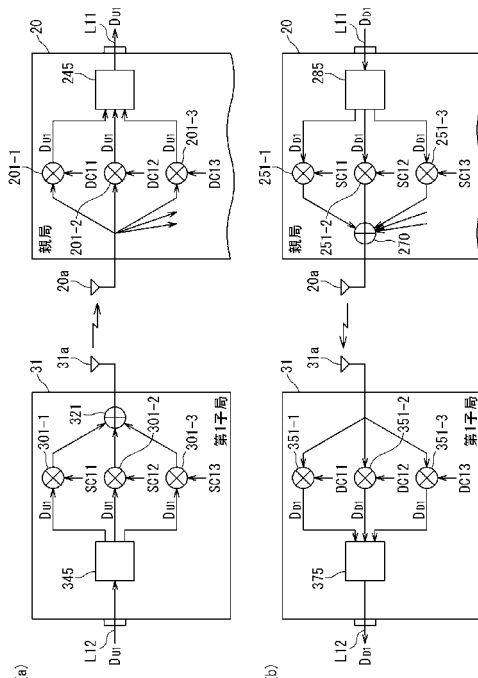 (a)
L12
DU1
31
345
DU1
DU1
DU1
301-1
301-2
301-3
SC11
SC12
SC13
321
第1子局
31a
20a
20
親局
201-1
201-2
201-3
DC11
DC12
DC13
DU1
DU1
DU1
245
L11
DU1
(b)
L12
DD1
31
375
DD1
DD1
DD1
351-1
351-2
351-3
DC11
DC12
DC13
第1子局
31a
20a
20
親局
270
251-1
251-2
251-3
SC11
SC12
SC13
DD1
DD1
DD1
285
L11
DD1